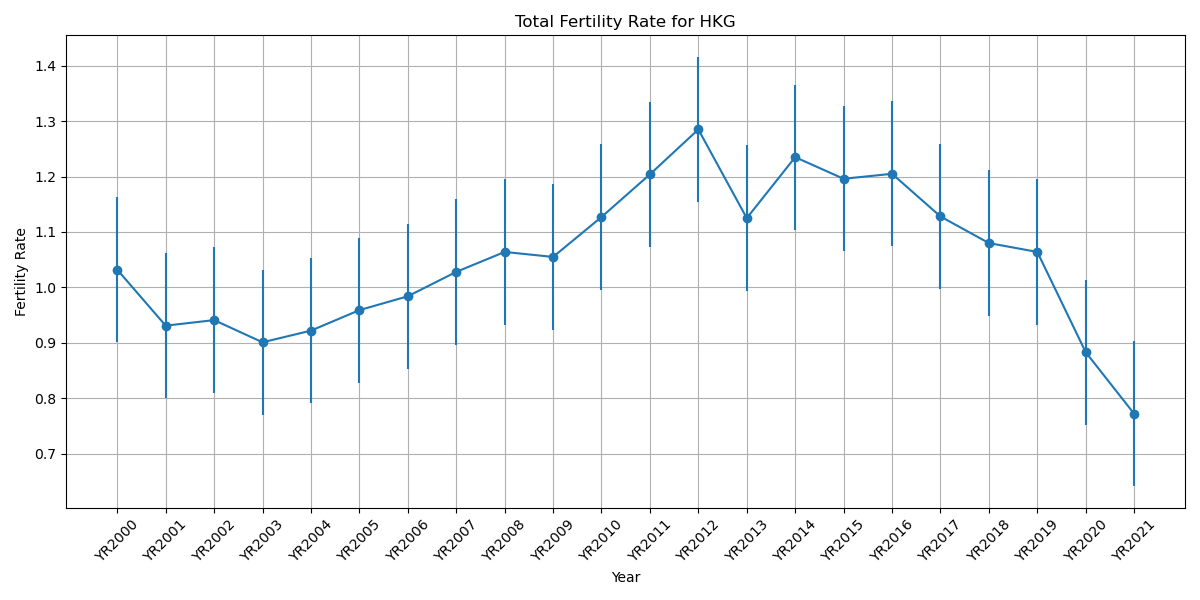 Total Fertility Rate for HKG
Fertility Rate
1.4
1.3
1.2
1.1
1.0
0.9
0.8
0.7
YR2000
YR2001
YR2002
YR2003
YR2004
YR2005
YR2006
YR2007
YR2008
YR2009
YR2010
YR2011
YR2012
YR2013
YR2014
YR2015
YR2016
YR2017
YR2018
YR2019
YR2020
YR2021
Year